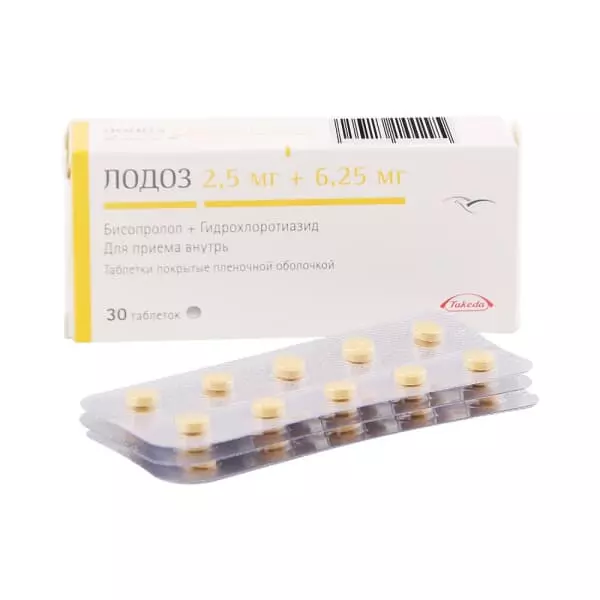 ЛОДОЗ 2,5 мг + 6,25 мг
Бисопролол + Гидрохлоротиазид
Для приема внутрь
Таблетки покрытые пленочной оболочкой
30 таблеток
Takeda